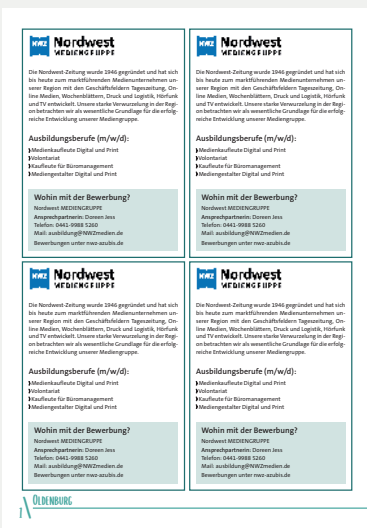 NWZ Nordwest
MEDIENGRUPPE
Die Nordwest-Zeitung wurde 1946 gegründet und hat sich
bis heute zum marktführenden Medienunternehmen un-
serer Region mit den Geschäftsfeldern Tageszeitung, On-
line Medien, Wochenblättern, Druck und Logistik, Hörfunk
und TV entwickelt. Unsere starke Verwurzelung in der Regi-
on betrachten wir als wesentliche Grundlage für die erfolg-
reiche Entwicklung unserer Mediengruppe.
Ausbildungsberufe (m/w/d):
Medienkaufleute Digital und Print
Volontariat
Kaufleute für Büromanagement
Mediengestalter Digital und Print
Wohin mit der Bewerbung?
Nordwest MEDIENGRUPPE
Ansprechpartnerin: Doreen Jess
Telefon: 0441-9988 5260
Mail: ausbildung@NWZmedien.de
Bewerbungen unter nwz-azubis.de
NWZ Nordwest
MEDIENGRUPPE
Die Nordwest-Zeitung wurde 1946 gegründet und hat sich
bis heute zum marktführenden Medienunternehmen un-
serer Region mit den Geschäftsfeldern Tageszeitung, On-
line Medien, Wochenblättern, Druck und Logistik, Hörfunk
und TV entwickelt. Unsere starke Verwurzelung in der Regi-
on betrachten wir als wesentliche Grundlage für die erfolg-
reiche Entwicklung unserer Mediengruppe.
Ausbildungsberufe (m/w/d):
Medienkaufleute Digital und Print
Volontariat
Kaufleute für Büromanagement
Mediengestalter Digital und Print
Wohin mit der Bewerbung?
Nordwest MEDIENGRUPPE
Ansprechpartnerin: Doreen Jess
Telefon: 0441-9988 5260
Mail: ausbildung@NWZmedien.de
Bewerbungen unter nwz-azubis.de
NWZ Nordwest
MEDIENGRUPPE
Die Nordwest-Zeitung wurde 1946 gegründet und hat sich
bis heute zum marktführenden Medienunternehmen un-
serer Region mit den Geschäftsfeldern Tageszeitung, On-
line Medien, Wochenblättern, Druck und Logistik, Hörfunk
und TV entwickelt. Unsere starke Verwurzelung in der Regi-
on betrachten wir als wesentliche Grundlage für die erfolg-
reiche Entwicklung unserer Mediengruppe.
Ausbildungsberufe (m/w/d):
Medienkaufleute Digital und Print
Volontariat
Kaufleute für Büromanagement
Mediengestalter Digital und Print
Wohin mit der Bewerbung?
Nordwest MEDIENGRUPPE
Ansprechpartnerin: Doreen Jess
Telefon: 0441-9988 5260
Mail: ausbildung@NWZmedien.de
Bewerbungen unter nwz-azubis.de
NWZ Nordwest
MEDIENGRUPPE
Die Nordwest-Zeitung wurde 1946 gegründet und hat sich
bis heute zum marktführenden Medienunternehmen un-
serer Region mit den Geschäftsfeldern Tageszeitung, On-
line Medien, Wochenblättern, Druck und Logistik, Hörfunk
und TV entwickelt. Unsere starke Verwurzelung in der Regi-
on betrachten wir als wesentliche Grundlage für die erfolg-
reiche Entwicklung unserer Mediengruppe.
Ausbildungsberufe (m/w/d):
Medienkaufleute Digital und Print
Volontariat
Kaufleute für Büromanagement
Mediengestalter Digital und Print
Wohin mit der Bewerbung?
Nordwest MEDIENGRUPPE
Ansprechpartnerin: Doreen Jess
Telefon: 0441-9988 5260
Mail: ausbildung@NWZmedien.de
Bewerbungen unter nwz-azubis.de
1 OLDENBURG